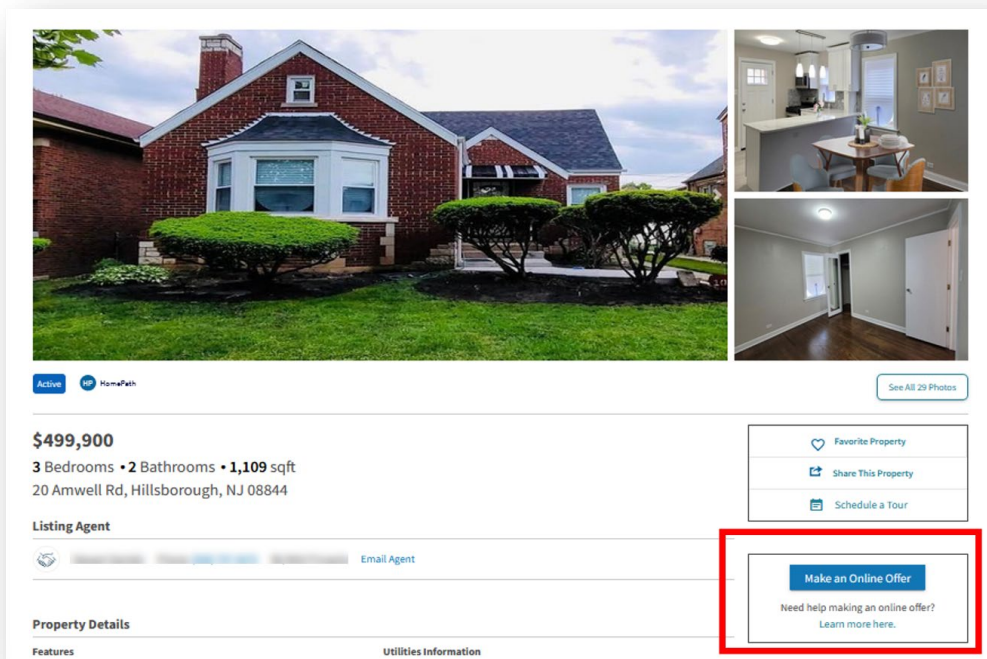 Active
HP HomePath
See All 29 Photos
$499,900
3 Bedrooms • 2 Bathrooms • 1,109 sqft
20 Amwell Rd, Hillsborough, NJ 08844
Favorite Property
Share This Property
Schedule a Tour
Listing Agent
Email Agent
Make an Online Offer
Need help making an online offer?
Learn more here.
Property Details
Features
Utilities Information